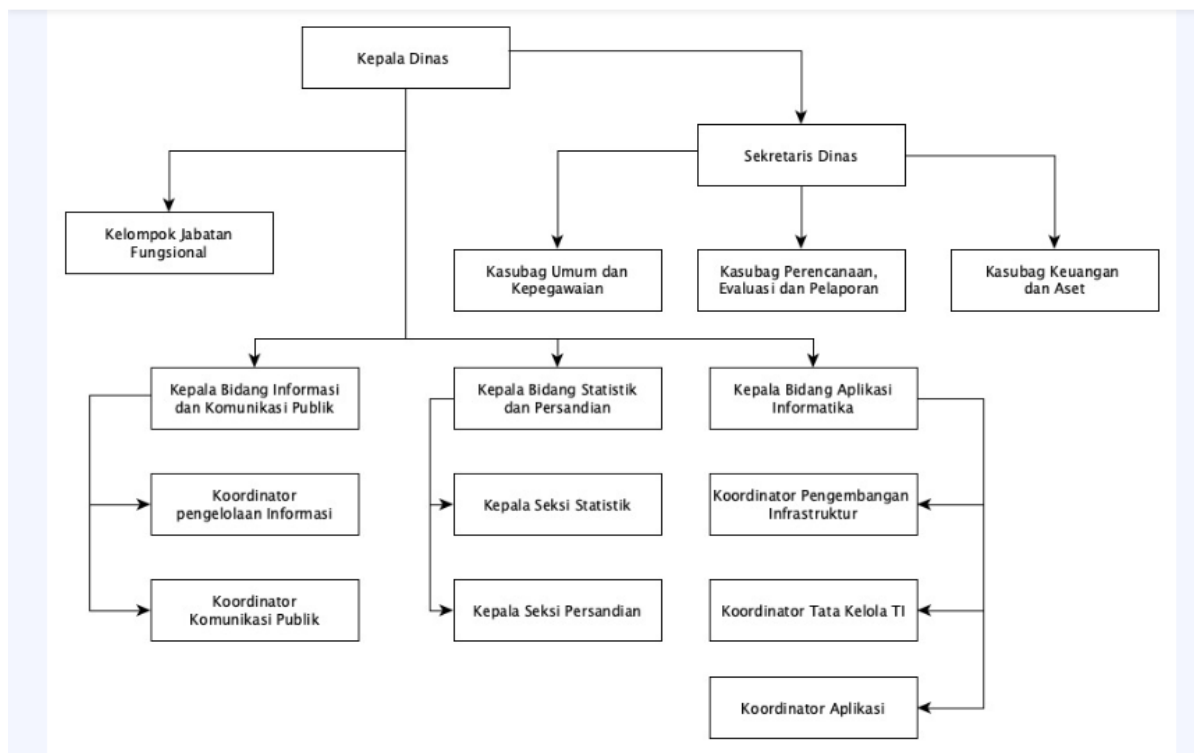 Kepala Dinas
Sekretaris Dinas
Kelompok Jabatan
Fungsional
Kasubag Umum dan
Kepegawaian
Kasubag Perencanaan,
Evaluasi dan Pelaporan
Kasubag Keuangan
dan Aset
Kepala Bidang Informasi
dan Komunikasi Publik
Kepala Bidang Statistik
dan Persandian
Kepala Bidang Aplikasi
Informatika
Koordinator
pengelolaan Informasi
Kepala Seksi Statistik
Koordinator Pengembangan
Infrastruktur
Koordinator
Komunikasi Publik
Kepala Seksi Persandian
Koordinator Tata Kelola TI
Koordinator Aplikasi